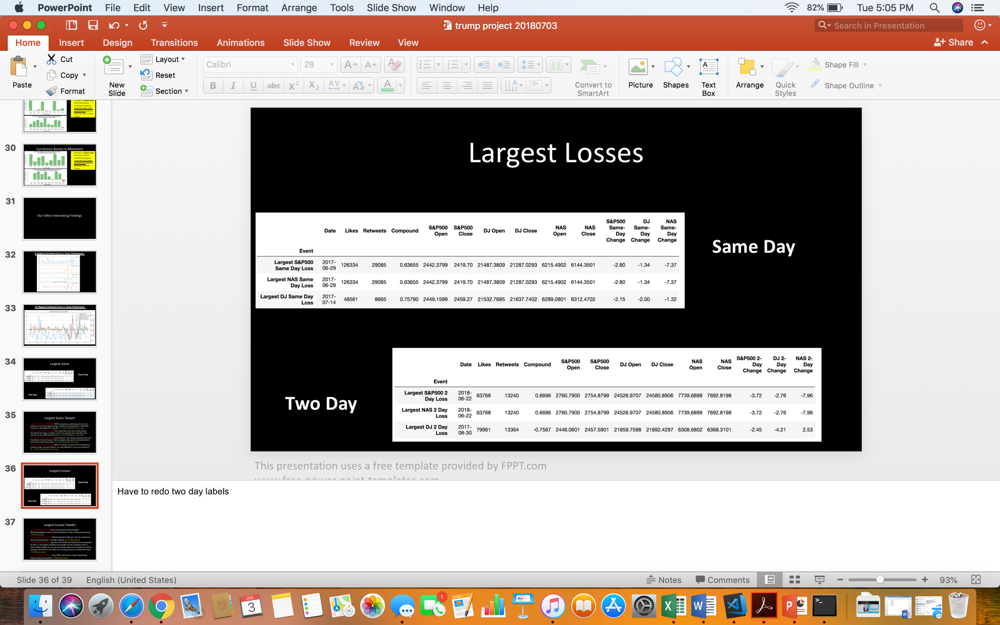 PowerPoint File Edit View Insert Format Arrange Tools Slide Show Window Help 82% Tue 5:05 PM
trump project 20180703
Search in Presentation
Home Insert Design Transitions Animations Slide Show Review View Share
Paste
Cut
Copy
Format
New Slide
Layout
Reset
Section
Calibri 28
B I U abc X² X₂ AV Aa A
Convert to SmartArt
Picture
Shapes
Text Box
Arrange
Quick Styles
Shape Fill
Shape Outline
30
Correlation Based on #Retweets
31
Our Other Interesting Findings
32
33
34
Largest Gains
Same Day
Two Day
35
Largest Gains Tweets
36
Largest Losses
Same Day
Two Day
37
Largest Losses Tweets
Largest Losses
Date Likes Retweets Compound S&P500 Open S&P500 Close DJ Open DJ Close NAS Open NAS Close S&P500 Same-Day Change DJ Same-Day Change NAS Same-Day Change
Event
Largest S&P500 Same Day Loss 2017-06-29 126334 29085 0.63655 2442.3799 2419.70 21487.3809 21287.0293 6215.4902 6144.3501 -2.80 -1.34 -7.37
Largest NAS Same Day Loss 2017-06-29 126334 29085 0.63655 2442.3799 2419.70 21487.3809 21287.0293 6215.4902 6144.3501 -2.80 -1.34 -7.37
Largest DJ Same Day Loss 2017-07-14 48561 8665 0.75790 2449.1599 2459.27 21532.7695 21637.7402 6289.0801 6312.4702 -2.15 -2.00 -1.32
Same Day
Two Day
Date Likes Retweets Compound S&P500 Open S&P500 Close DJ Open DJ Close NAS Open NAS Close S&P500 2-Day Change DJ 2-Day Change NAS 2-Day Change
Event
Largest S&P500 2 Day Loss 2018-06-22 63768 13240 0.6696 2760.7900 2754.8799 24526.9707 24580.8906 7739.6899 7692.8198 -3.72 -2.76 -7.96
Largest NAS 2 Day Loss 2018-06-22 63768 13240 0.6696 2760.7900 2754.8799 24526.9707 24580.8906 7739.6899 7692.8198 -3.72 -2.76 -7.96
Largest DJ 2 Day Loss 2017-08-30 79961 13364 -0.7567 2446.0601 2457.5901 21859.7598 21892.4297 6308.6802 6368.3101 -2.45 -4.21 2.53
This presentation uses a free template provided by FPPT.com
www.free-power-point-templates.com
Have to redo two day labels
Slide 36 of 39 English (United States) Notes Comments 93%
JUL
3
1